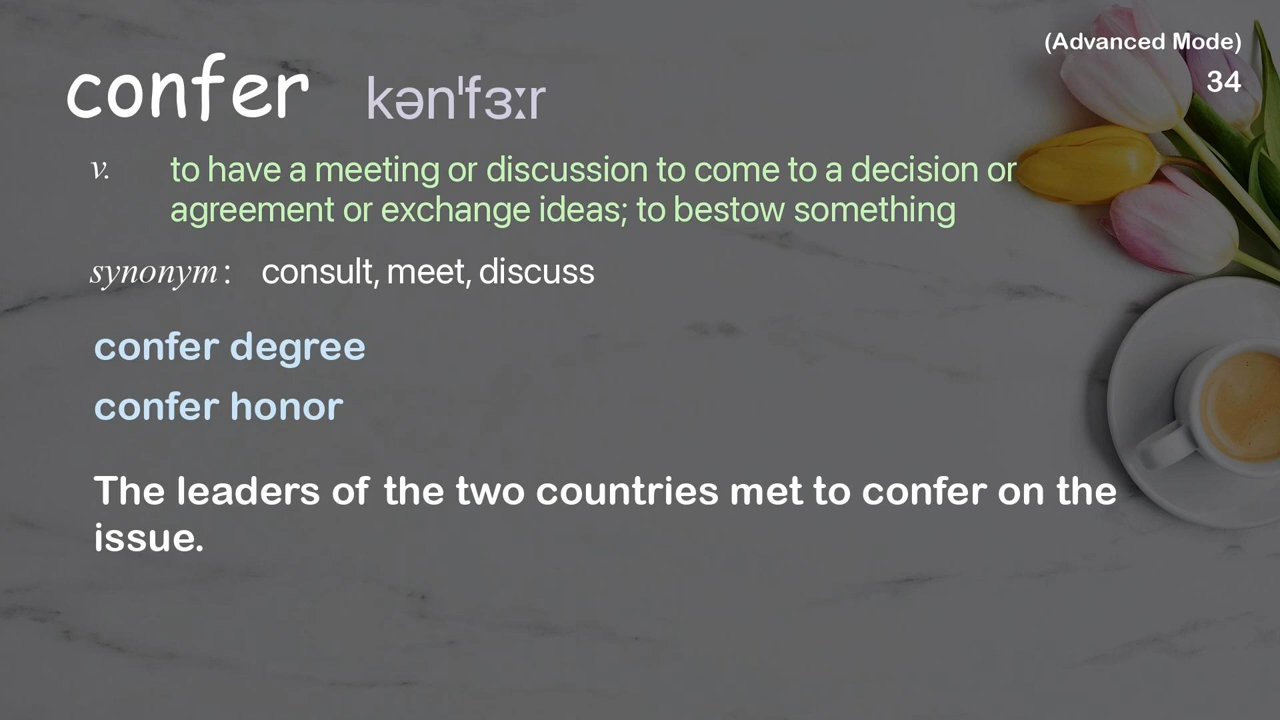 (Advanced Mode)
34
confer kənˈfɜːr
v. to have a meeting or discussion to come to a decision or
agreement or exchange ideas; to bestow something
synonym: consult, meet, discuss
confer degree
confer honor
The leaders of the two countries met to confer on the
issue.